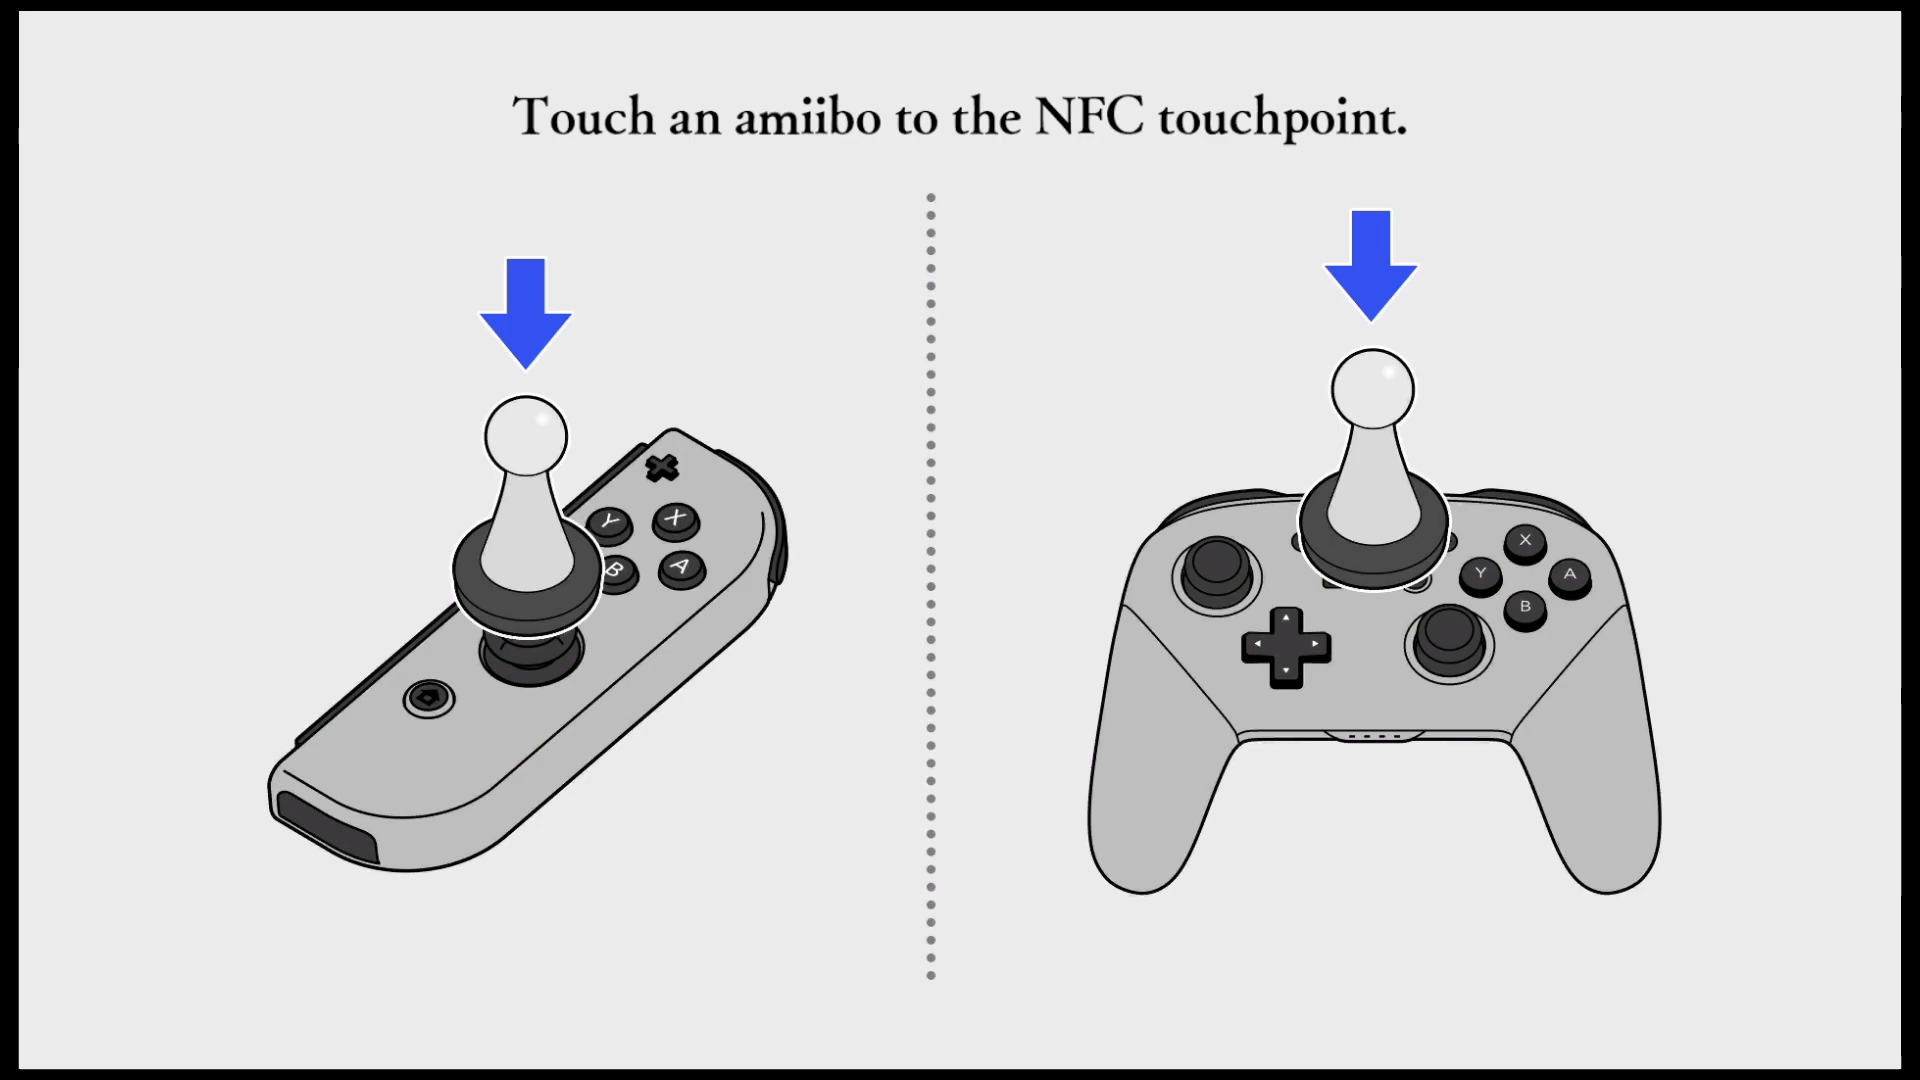 Touch an amiibo to the NFC touchpoint.
Y X
B A
X
Y A
B